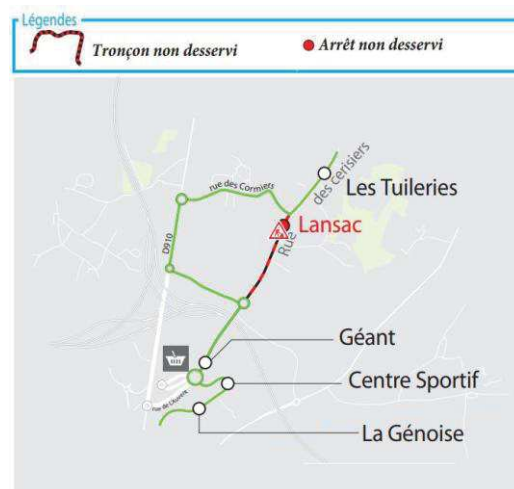 Légendes
Tronçon non desservi
Arrêt non desservi
rue des Cormiers
des cerisiers
Les Tuileries
Lansac
Rue
D910
Géant
Centre Sportif
La Génoise